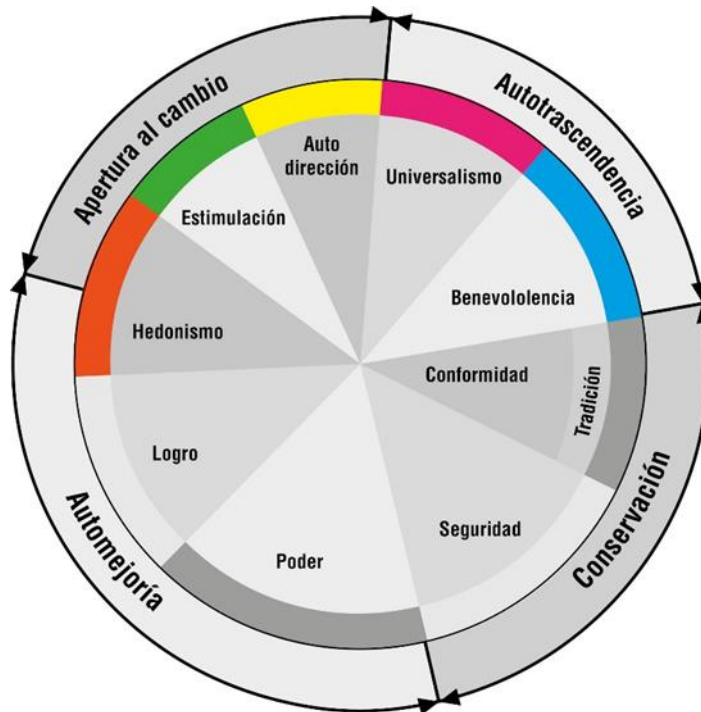 Apertura al cambio
Autotrascendencia
Auto
dirección
Universalismo
Estimulación
Benevololencia
Hedonismo
Conformidad
Tradición
Logro
Seguridad
Poder
Automejoría
Conservación